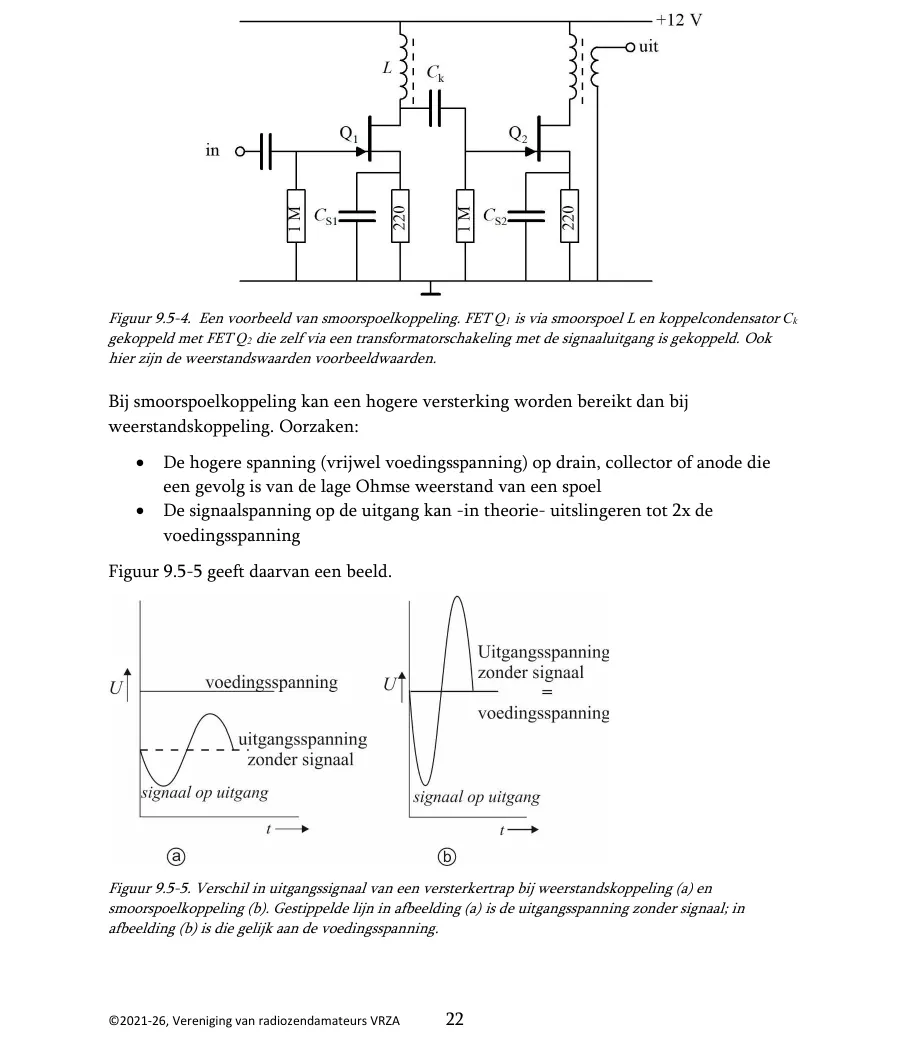 +12 V
uit
L
Ck
Q1
Q2
in
1 M
CS1
220
1 M
CS2
220
Figuur 9.5-4. Een voorbeeld van smoorspoelkoppeling. FET Q1 is via smoorspoel L en koppelcondensator Ck
gekoppeld met FET Q2 die zelf via een transformatorschakeling met de signaaluitgang is gekoppeld. Ook
hier zijn de weerstandswaarden voorbeeldwaarden.
Bij smoorspoelkoppeling kan een hogere versterking worden bereikt dan bij
weerstandskoppeling. Oorzaken:
• De hogere spanning (vrijwel voedingsspanning) op drain, collector of anode die
een gevolg is van de lage Ohmse weerstand van een spoel
• De signaalspanning op de uitgang kan -in theorie- uitslingeren tot 2x de
voedingsspanning
Figuur 9.5-5 geeft daarvan een beeld.
U
voedingsspanning
uitgangsspanning
zonder signaal
signaal op uitgang
t
a
U
Uitgangsspanning
zonder signaal
=
voedingsspanning
signaal op uitgang
t
b
Figuur 9.5-5. Verschil in uitgangssignaal van een versterkertrap bij weerstandskoppeling (a) en
smoorspoelkoppeling (b). Gestippelde lijn in afbeelding (a) is de uitgangsspanning zonder signaal; in
afbeelding (b) is die gelijk aan de voedingsspanning.
©2021-26, Vereniging van radiozendamateurs VRZA 22